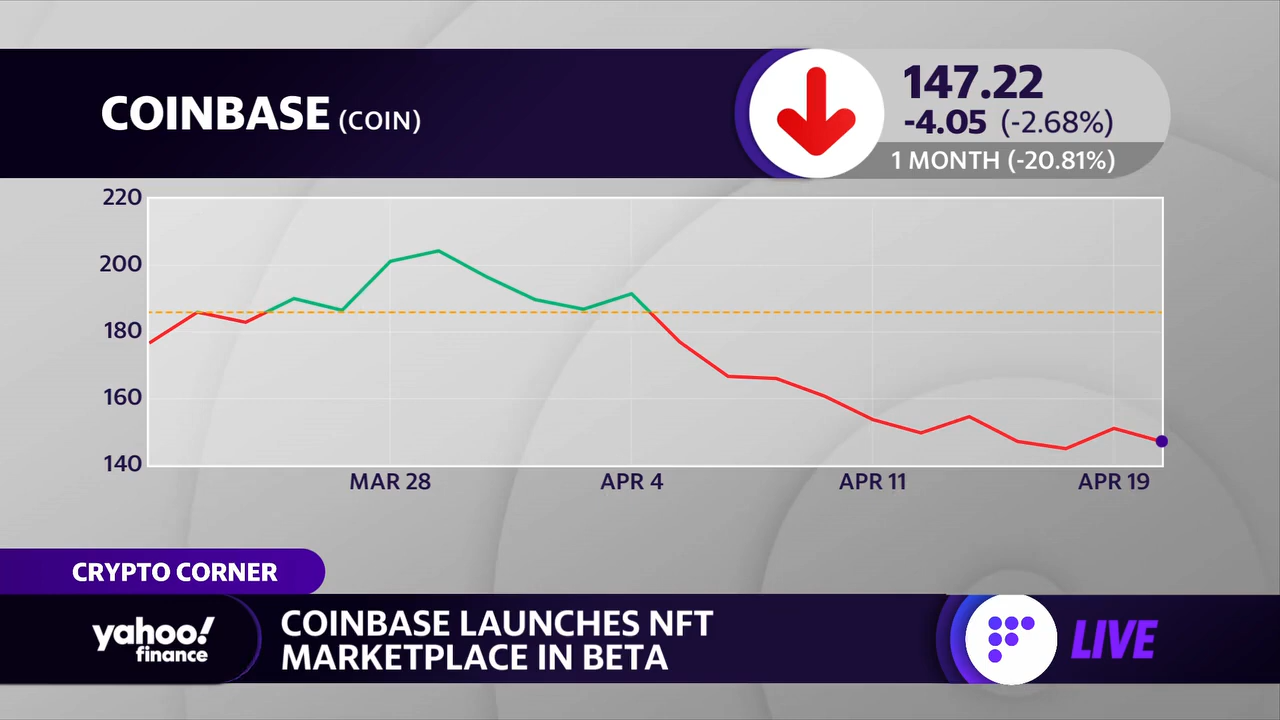 COINBASE (COIN)
147.22
-4.05 (-2.68%)
1 MONTH (-20.81%)
220
200
180
160
140
MAR 28
APR 4
APR 11
APR 19
CRYPTO CORNER
yahoo!
finance
COINBASE LAUNCHES NFT
MARKETPLACE IN BETA
LIVE